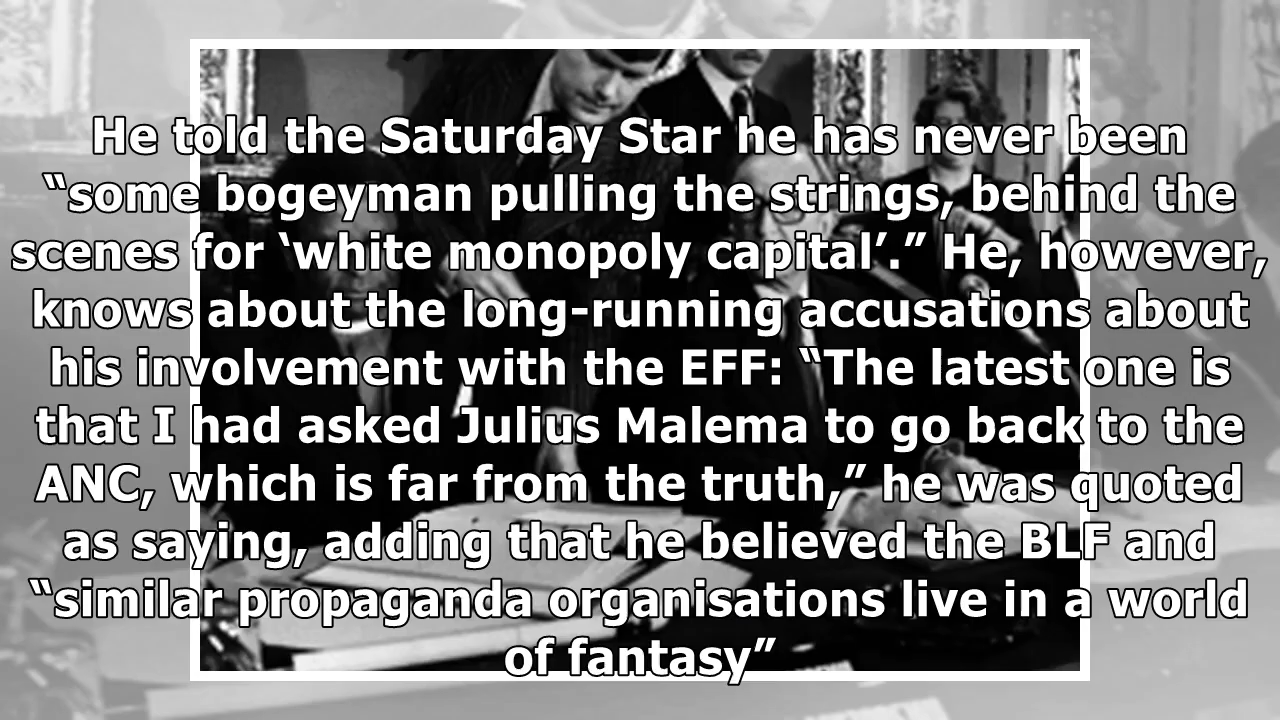 He told the Saturday Star he has never been
“some bogeyman pulling the strings, behind the
scenes for ‘white monopoly capital’.” He, however,
knows about the long-running accusations about
his involvement with the EFF: “The latest one is
that I had asked Julius Malema to go back to the
ANC, which is far from the truth,” he was quoted
as saying, adding that he believed the BLF and
“similar propaganda organisations live in a world
of fantasy”